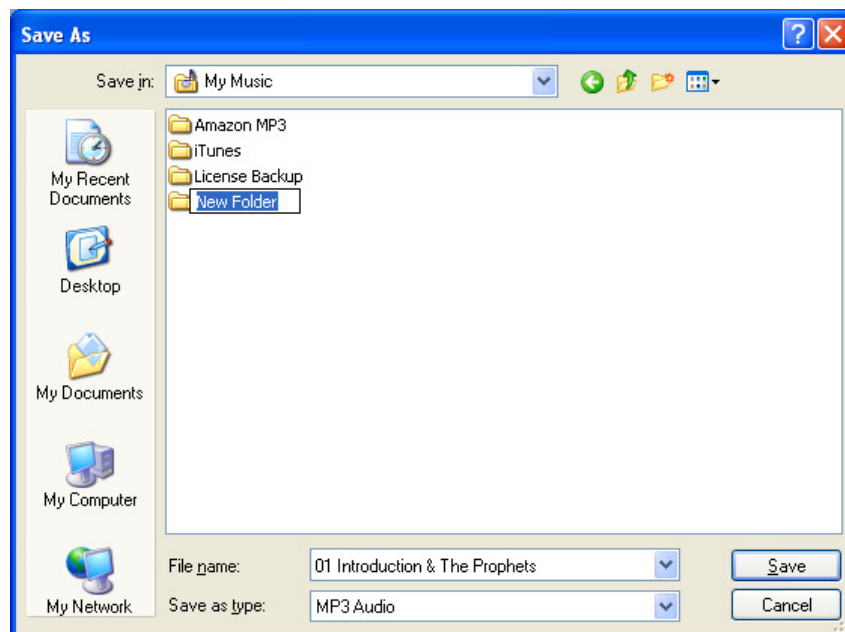 Save As
Save in:
My Music
My Recent
Documents
Desktop
My Documents
My Computer
My Network
Amazon MP3
iTunes
License Backup
New Folder
File name:
01 Introduction & The Prophets
Save
Save as type:
MP3 Audio
Cancel